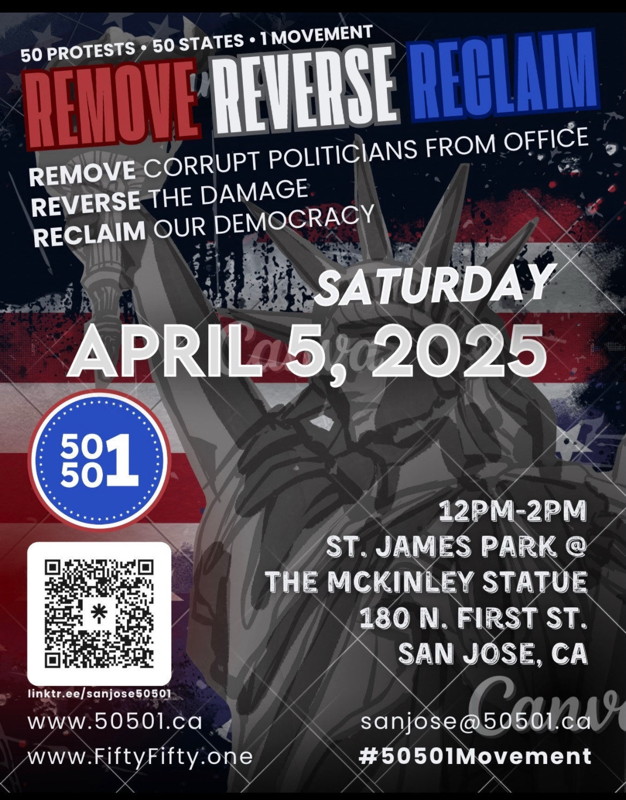 50 PROTESTS • 50 STATES • 1 MOVEMENT
REMOVE REVERSE RECLAIM
REMOVE CORRUPT POLITICIANS FROM OFFICE
REVERSE THE DAMAGE
RECLAIM OUR DEMOCRACY
SATURDAY
APRIL 5, 2025
Canva
50
50
1
12PM-2PM
ST. JAMES PARK @
THE MCKINLEY STATUE
180 N. FIRST ST.
SAN JOSE, CA
linktr.ee/sanjose50501
Canva
www.50501.ca
sanjose@50501.ca
www.FiftyFifty.one
#50501Movement